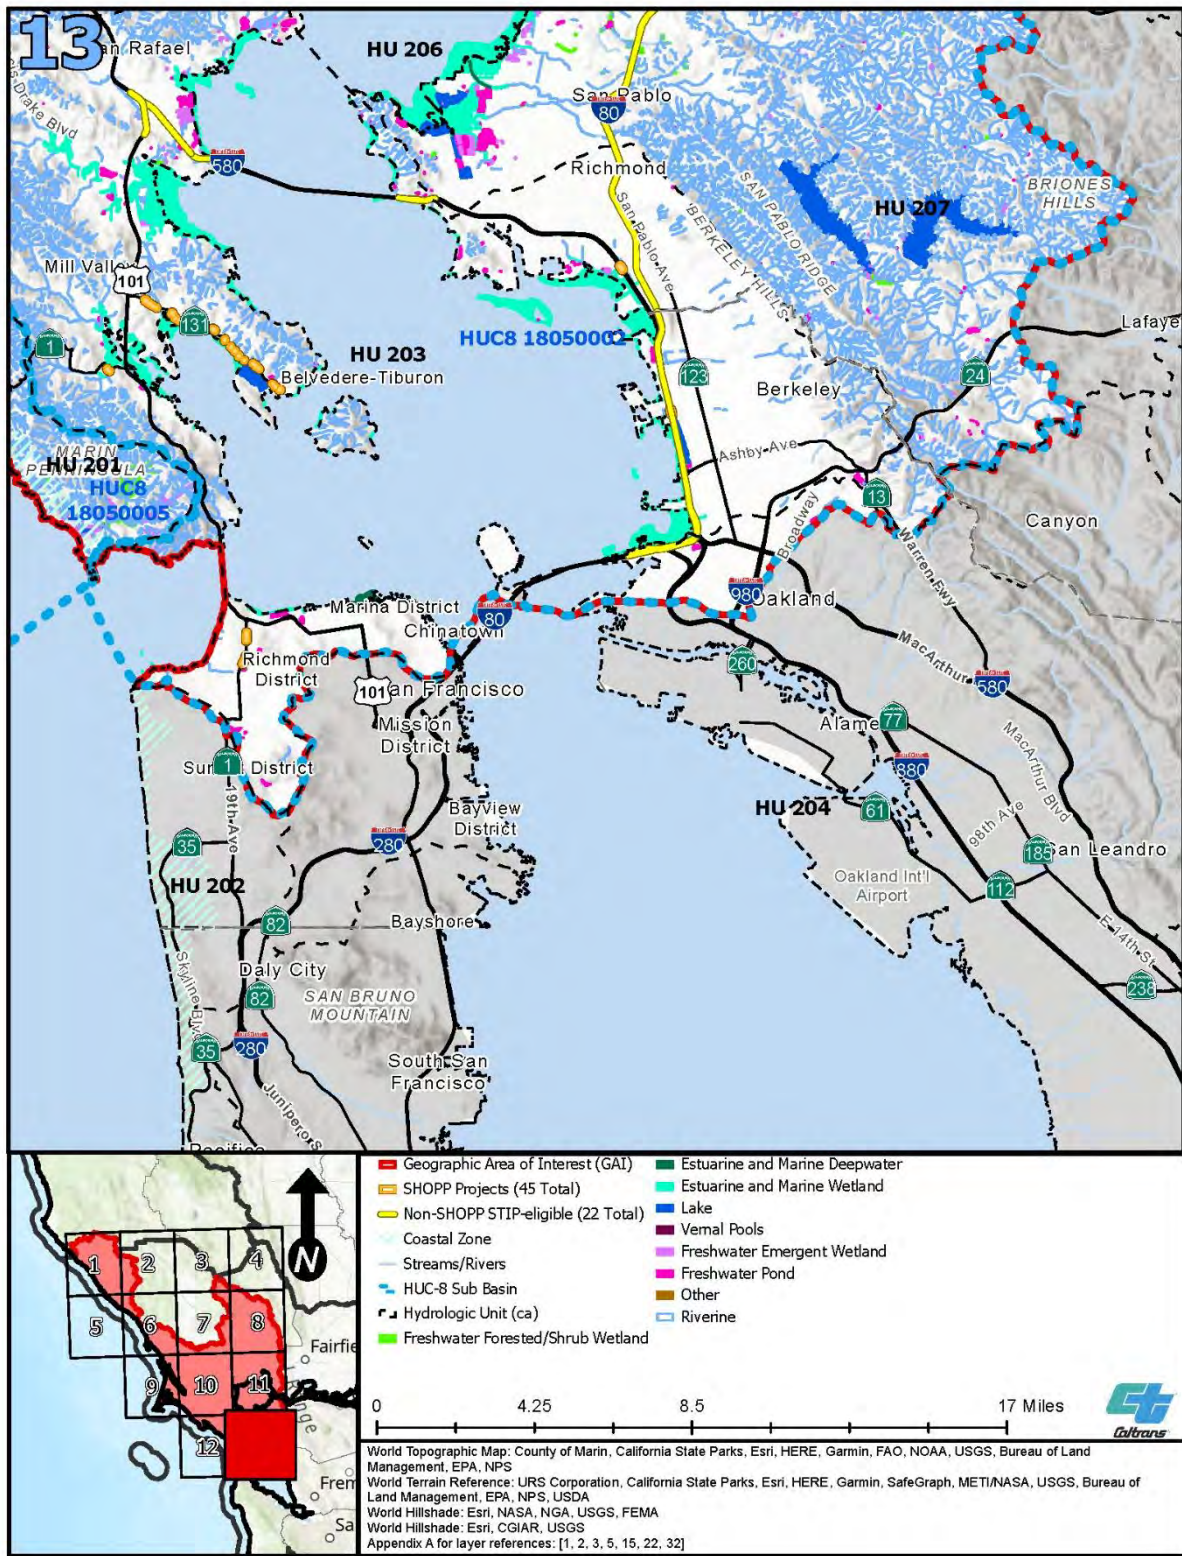 13
an Rafael
HU 206
cis Drake Blvd
San Pablo
80
580
Richmond
BRIONES
HILLS
SAN PABLO RIDGE
HU 207
San Pablo Ave
BERKELEY HILLS
Mill Valley
101
131
1
HUC8 18050002
HU 203
Lafaye
Belvedere-Tiburon
123
24
Berkeley
MARIN
PENNINSULA
HU 201
HUC8
18050005
Ashby Ave
13
Broadway
Canyon
Warren Fwy
980
Oakland
Marina District
80
Chinatown
Richmond
District
101
an Francisco
260
MacArthur
580
Mission
District
Alame
77
Sun
District
1
880
MacArthur Blvd
19th Ave
Bayview
District
HU 204
61
98th Ave
35
280
185
San Leandro
HU 202
Oakland Int'l
Airport
112
82
Bayshore
E 14th St
Skyline Blv
Daly City
82
SAN BRUNO
MOUNTAIN
238
35
280
South San
Francisco
Junipero S
Pacifica
Geographic Area of Interest (GAI)
SHOPP Projects (45 Total)
Non-SHOPP STIP-eligible (22 Total)
Coastal Zone
Streams/Rivers
HUC-8 Sub Basin
Hydrologic Unit (ca)
Freshwater Forested/Shrub Wetland
Estuarine and Marine Deepwater
Estuarine and Marine Wetland
Lake
Vernal Pools
Freshwater Emergent Wetland
Freshwater Pond
Other
Riverine
N
1
2
3
4
5
6
7
8
Fairfie
9
10
11
Range
12
Frem
Sa
0 4.25 8.5 17 Miles
Ct
Caltrans
World Topographic Map: County of Marin, California State Parks, Esri, HERE, Garmin, FAO, NOAA, USGS, Bureau of Land
Management, EPA, NPS
World Terrain Reference: URS Corporation, California State Parks, Esri, HERE, Garmin, SafeGraph, METI/NASA, USGS, Bureau of
Land Management, EPA, NPS, USDA
World Hillshade: Esri, NASA, NGA, USGS, FEMA
World Hillshade: Esri, CGIAR, USGS
Appendix A for layer references: [1, 2, 3, 5, 15, 22, 32]